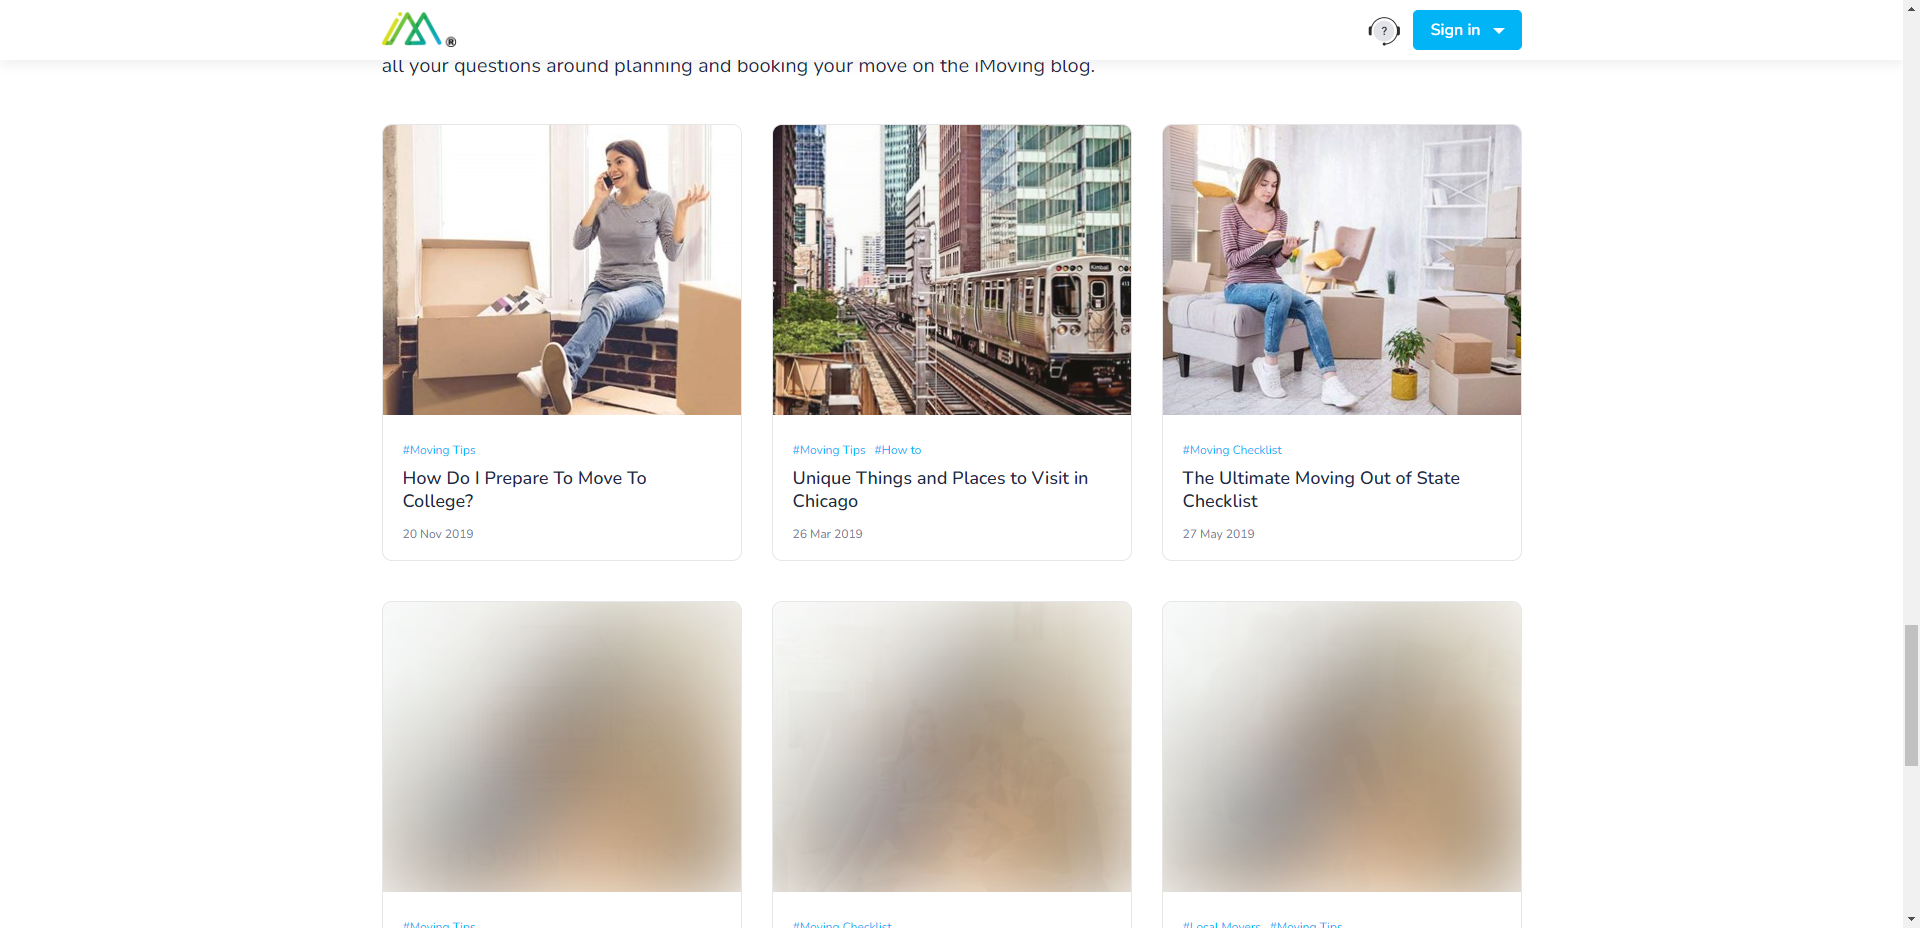 iM®
?
Sign in
all your questions around planning and booking your move on the iMoving blog.
Kimball
#Moving Tips
How Do I Prepare To Move To
College?
20 Nov 2019
#Moving Tips #How to
Unique Things and Places to Visit in
Chicago
26 Mar 2019
#Moving Checklist
The Ultimate Moving Out of State
Checklist
27 May 2019
#Moving Tips
#Moving Checklist
#Local Movers #Moving Tips